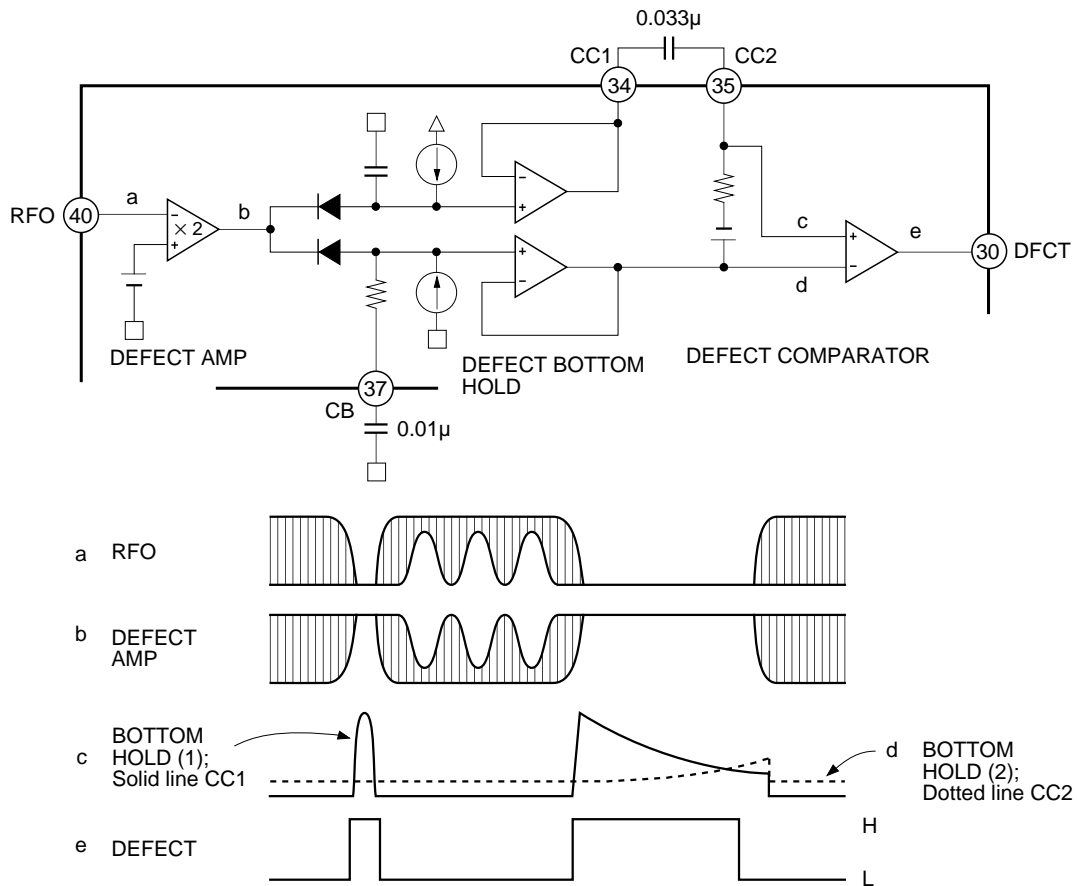 0.033μ
CC1
CC2
34
35
RFO
40
a
−
× 2
+
b
−
+
+
−
c
d
+
−
e
30
DFCT
DEFECT AMP
DEFECT BOTTOM
HOLD
DEFECT COMPARATOR
37
CB
0.01μ
a
RFO
b
DEFECT
AMP
c
BOTTOM
HOLD (1);
Solid line CC1
d
BOTTOM
HOLD (2);
Dotted line CC2
e
DEFECT
H
L